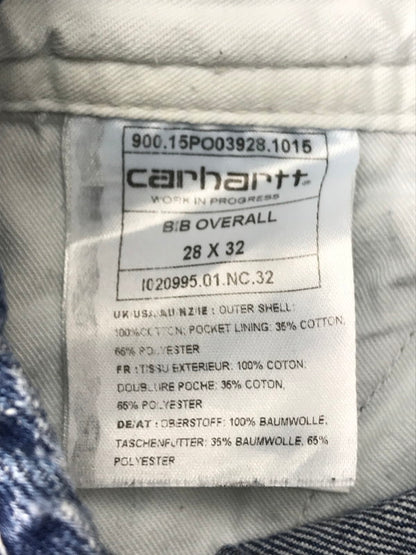 900.15PO03928.1015
carhartt
WORK IN PROGRESS
BIB OVERALL
28 X 32
I020995.01.NC.32
UK/US/AU/NZ/IE: OUTER SHELL:
100%COTTON; POCKET LINING: 35% COTTON,
65% POLYESTER
FR:TISSU EXTERIEUR: 100% COTON;
DOUBLURE POCHE: 35% COTON,
65% POLYESTER
DE/AT:OBERSTOFF: 100% BAUMWOLLE,
TASCHENFUTTER: 35% BAUMWOLLE, 65%
POLYESTER